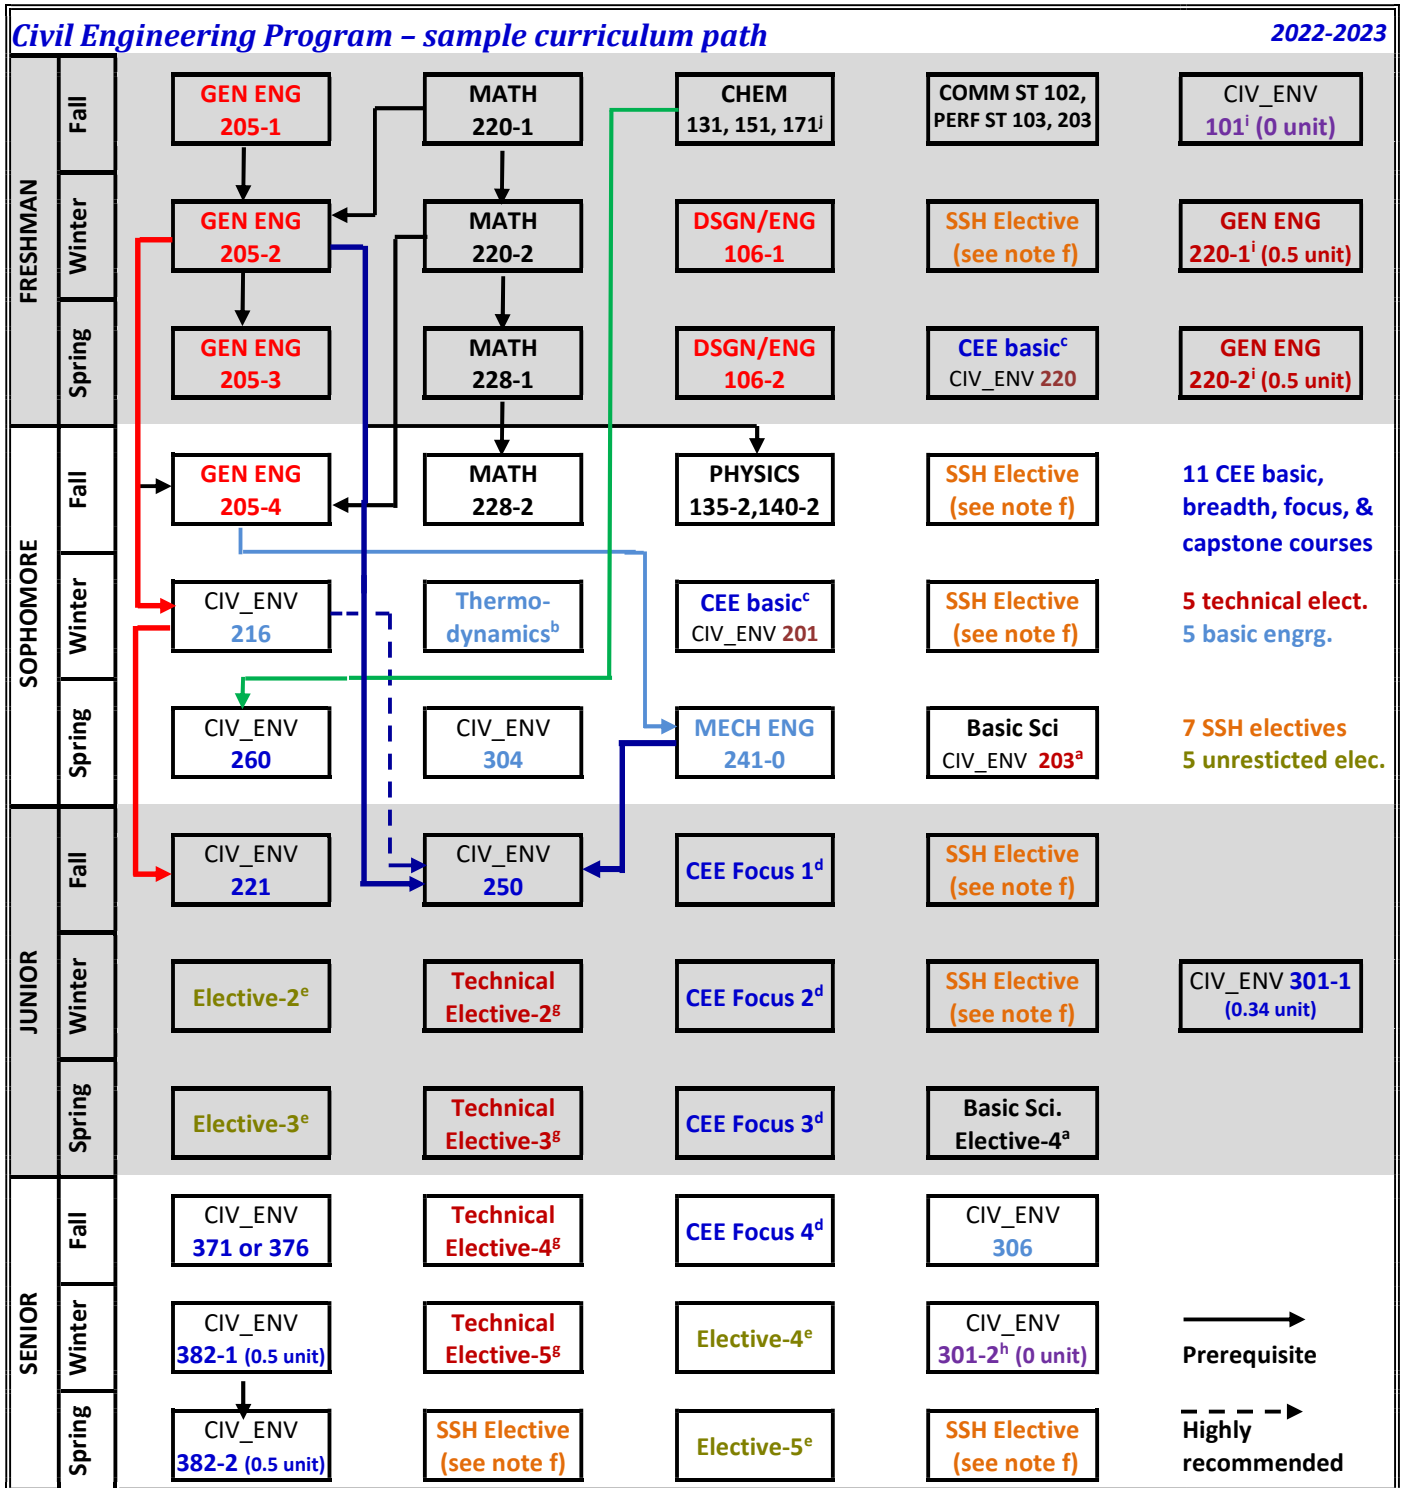 Civil Engineering Program – sample curriculum path
2022-2023
FRESHMAN
Fall
GEN ENG
205-1
MATH
220-1
CHEM
131, 151, 171j
COMM ST 102,
PERF ST 103, 203
CIV_ENV
101i (0 unit)
Winter
GEN ENG
205-2
MATH
220-2
DSGN/ENG
106-1
SSH Elective
(see note f)
GEN ENG
220-1i (0.5 unit)
Spring
GEN ENG
205-3
MATH
228-1
DSGN/ENG
106-2
CEE basicc
CIV_ENV 220
GEN ENG
220-2i (0.5 unit)
SOPHOMORE
Fall
GEN ENG
205-4
MATH
228-2
PHYSICS
135-2,140-2
SSH Elective
(see note f)
11 CEE basic,
breadth, focus, &
capstone courses
Winter
CIV_ENV
216
Thermo-
dynamicsb
CEE basicc
CIV_ENV 201
SSH Elective
(see note f)
5 technical elect.
5 basic engrg.
Spring
CIV_ENV
260
CIV_ENV
304
MECH ENG
241-0
Basic Sci
CIV_ENV 203a
7 SSH electives
5 unresticted elec.
JUNIOR
Fall
CIV_ENV
221
CIV_ENV
250
CEE Focus 1d
SSH Elective
(see note f)
Winter
Elective-2e
Technical
Elective-2g
CEE Focus 2d
SSH Elective
(see note f)
CIV_ENV 301-1
(0.34 unit)
Spring
Elective-3e
Technical
Elective-3g
CEE Focus 3d
Basic Sci.
Elective-4a
SENIOR
Fall
CIV_ENV
371 or 376
Technical
Elective-4g
CEE Focus 4d
CIV_ENV
306
Winter
CIV_ENV
382-1 (0.5 unit)
Technical
Elective-5g
Elective-4e
CIV_ENV
301-2h (0 unit)
Prerequisite
Spring
CIV_ENV
382-2 (0.5 unit)
SSH Elective
(see note f)
Elective-5e
SSH Elective
(see note f)
Highly
recommended